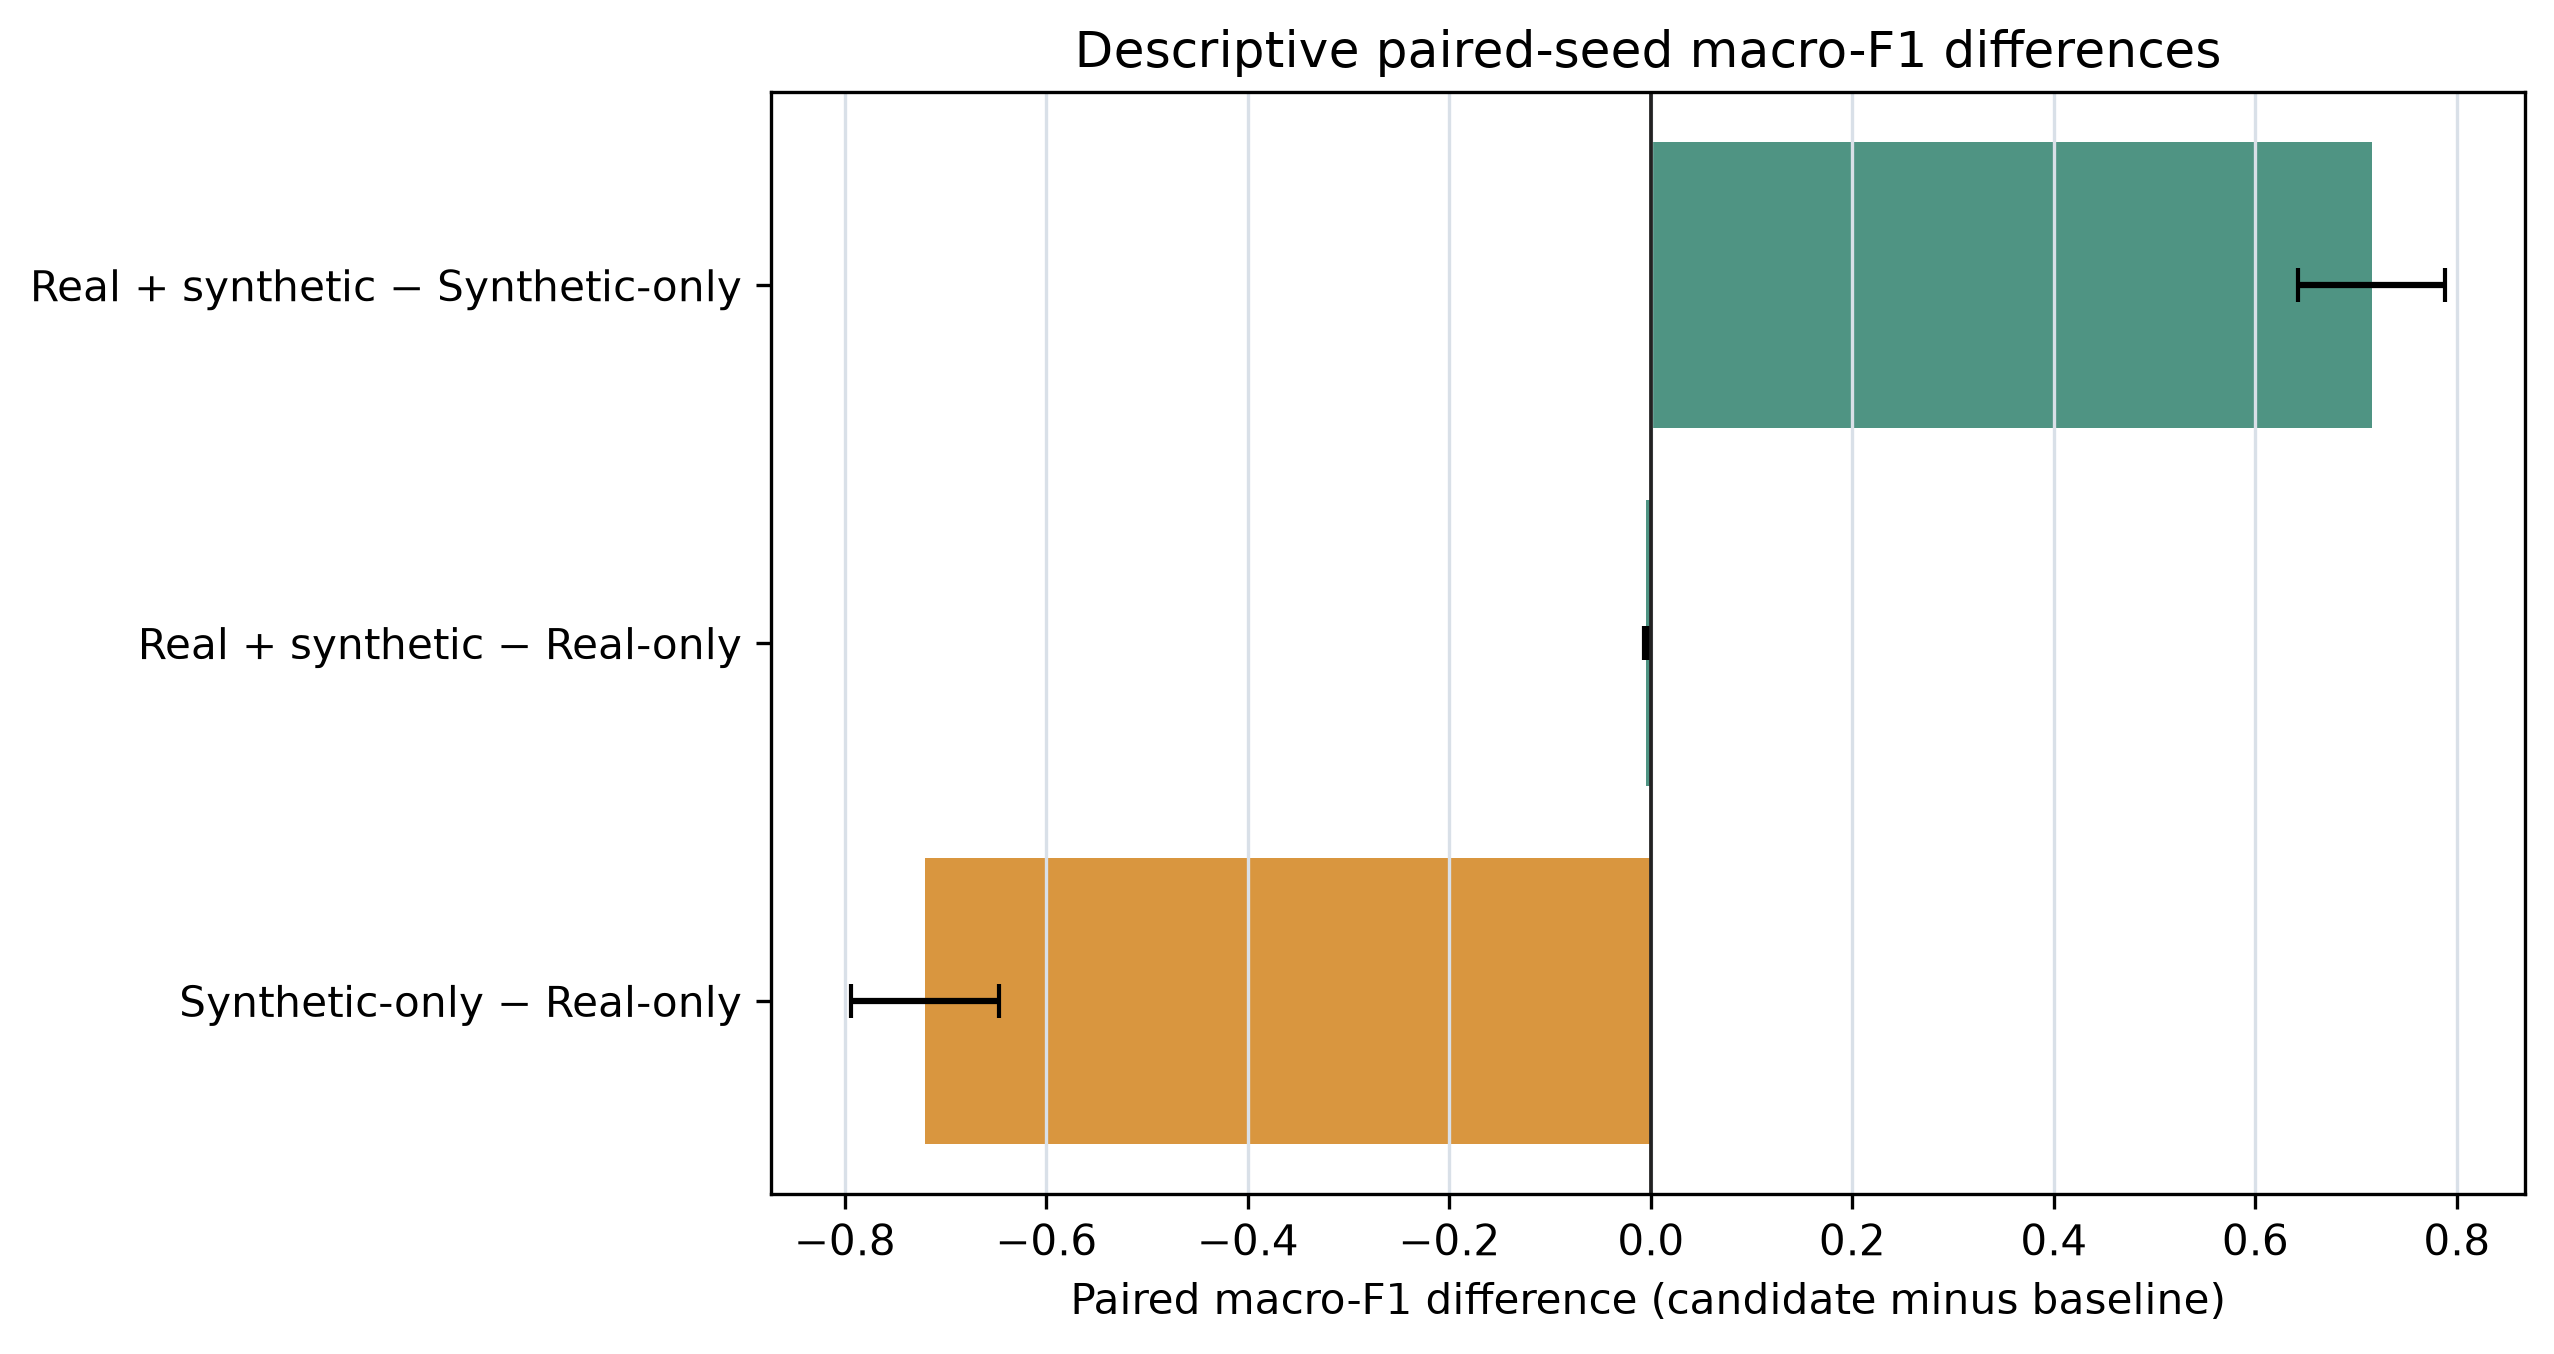 Descriptive paired-seed macro-F1 differences
Real + synthetic − Synthetic-only
Real + synthetic − Real-only
Synthetic-only − Real-only
−0.8 −0.6 −0.4 −0.2 0.0 0.2 0.4 0.6 0.8
Paired macro-F1 difference (candidate minus baseline)